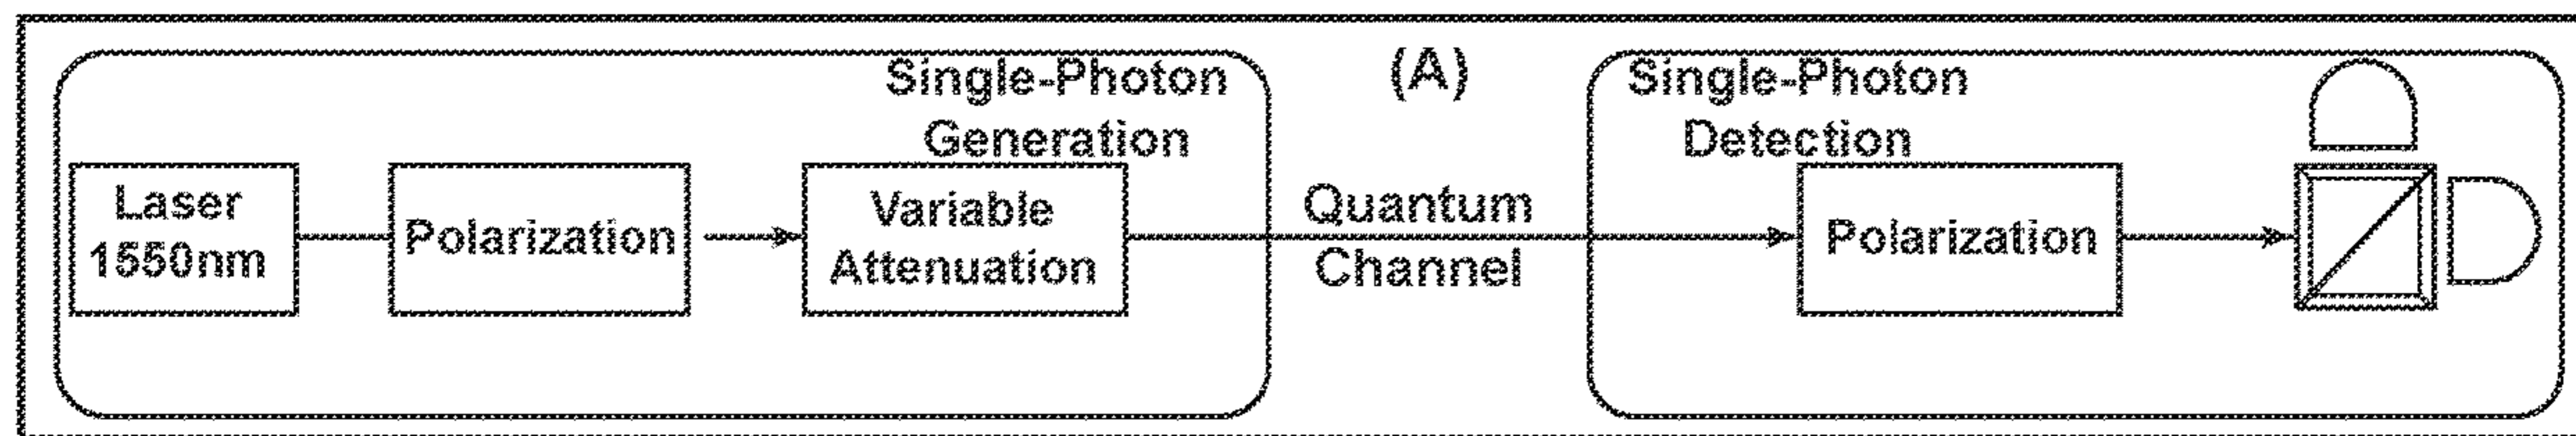 (A)
Single-Photon
Generation
Laser
1550nm
Polarization
Variable
Attenuation
Quantum
Channel
Single-Photon
Detection
Polarization